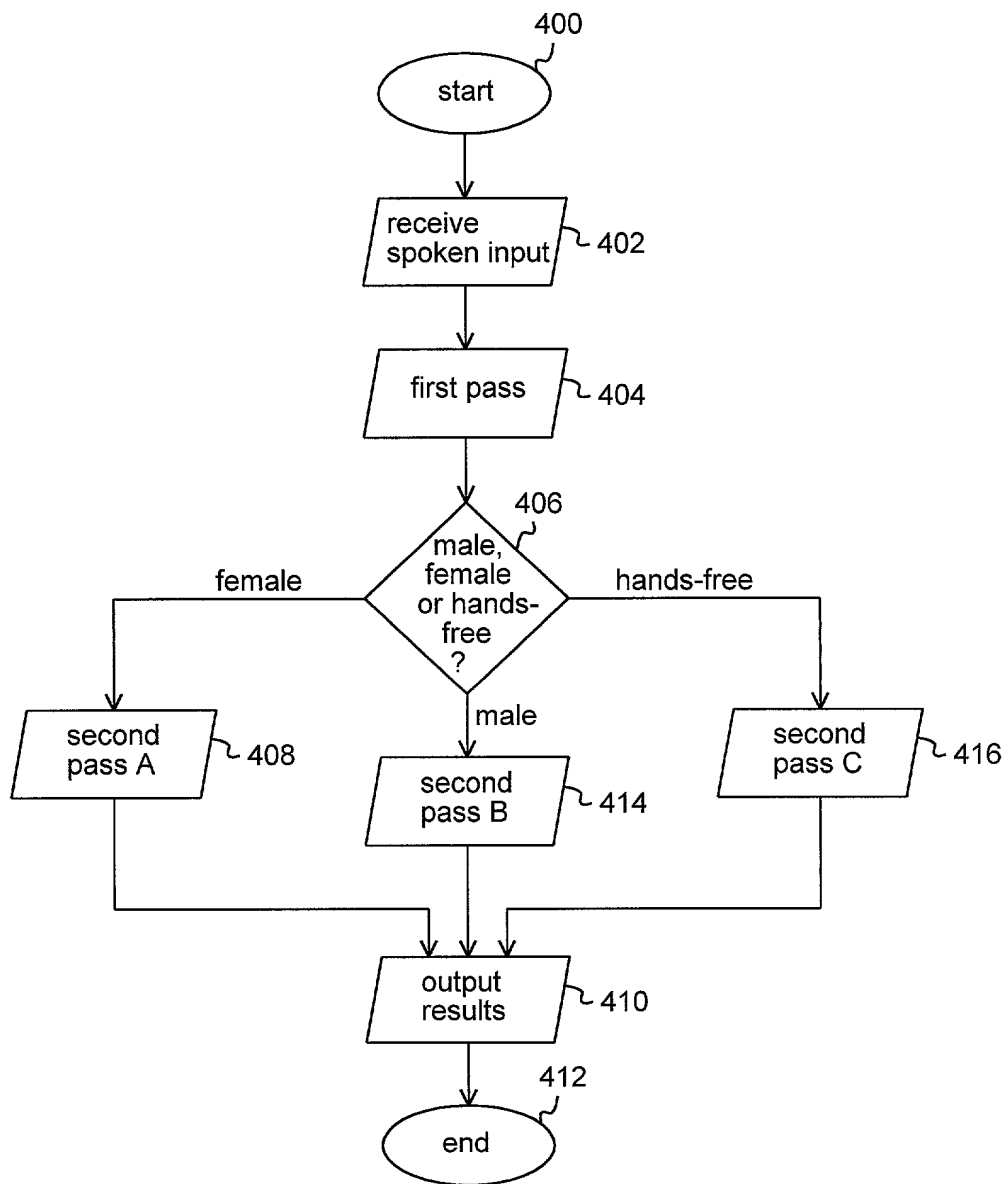 400
start
receive
spoken input
402
first pass
404
406
male,
female
or hands-
free
?
female
hands-free
male
second
pass A
408
second
pass B
414
second
pass C
416
output
results
410
412
end